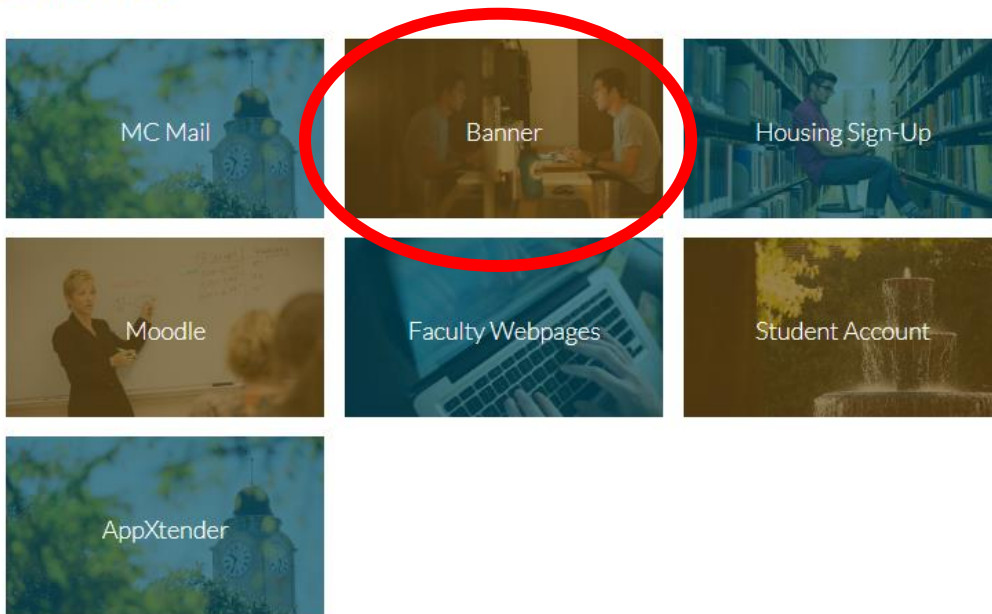 MC Mail
Banner
Housing Sign-Up
Moodle
Faculty Webpages
Student Account
AppXtender